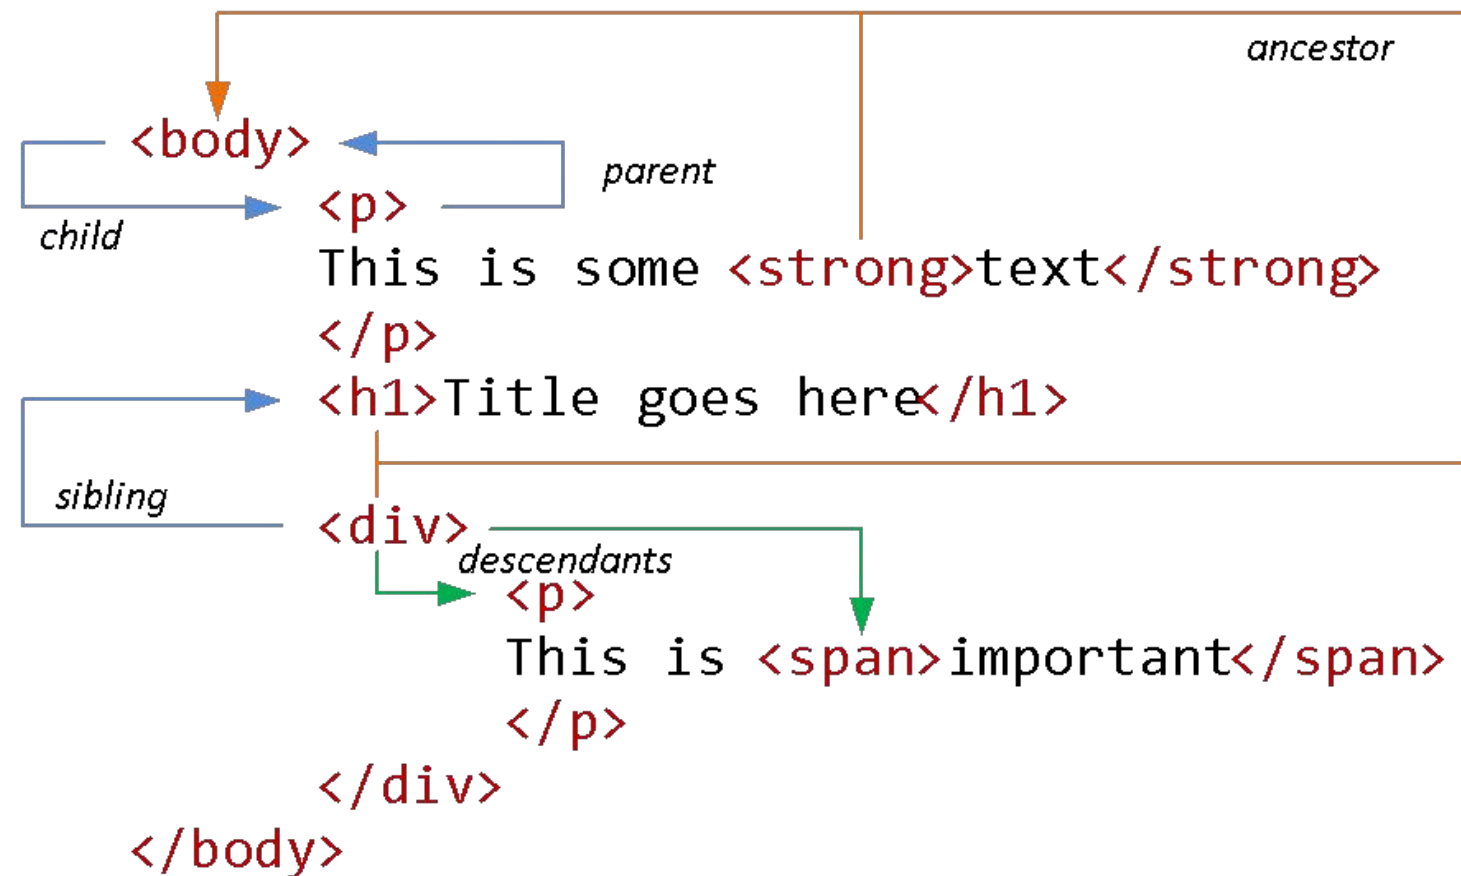 ancestor
<body>
parent
<p>
child
This is some <strong>text</strong>
</p>
<h1>Title goes here</h1>
sibling
<div>
descendants
<p>
This is <span>important</span>
</p>
</div>
</body>